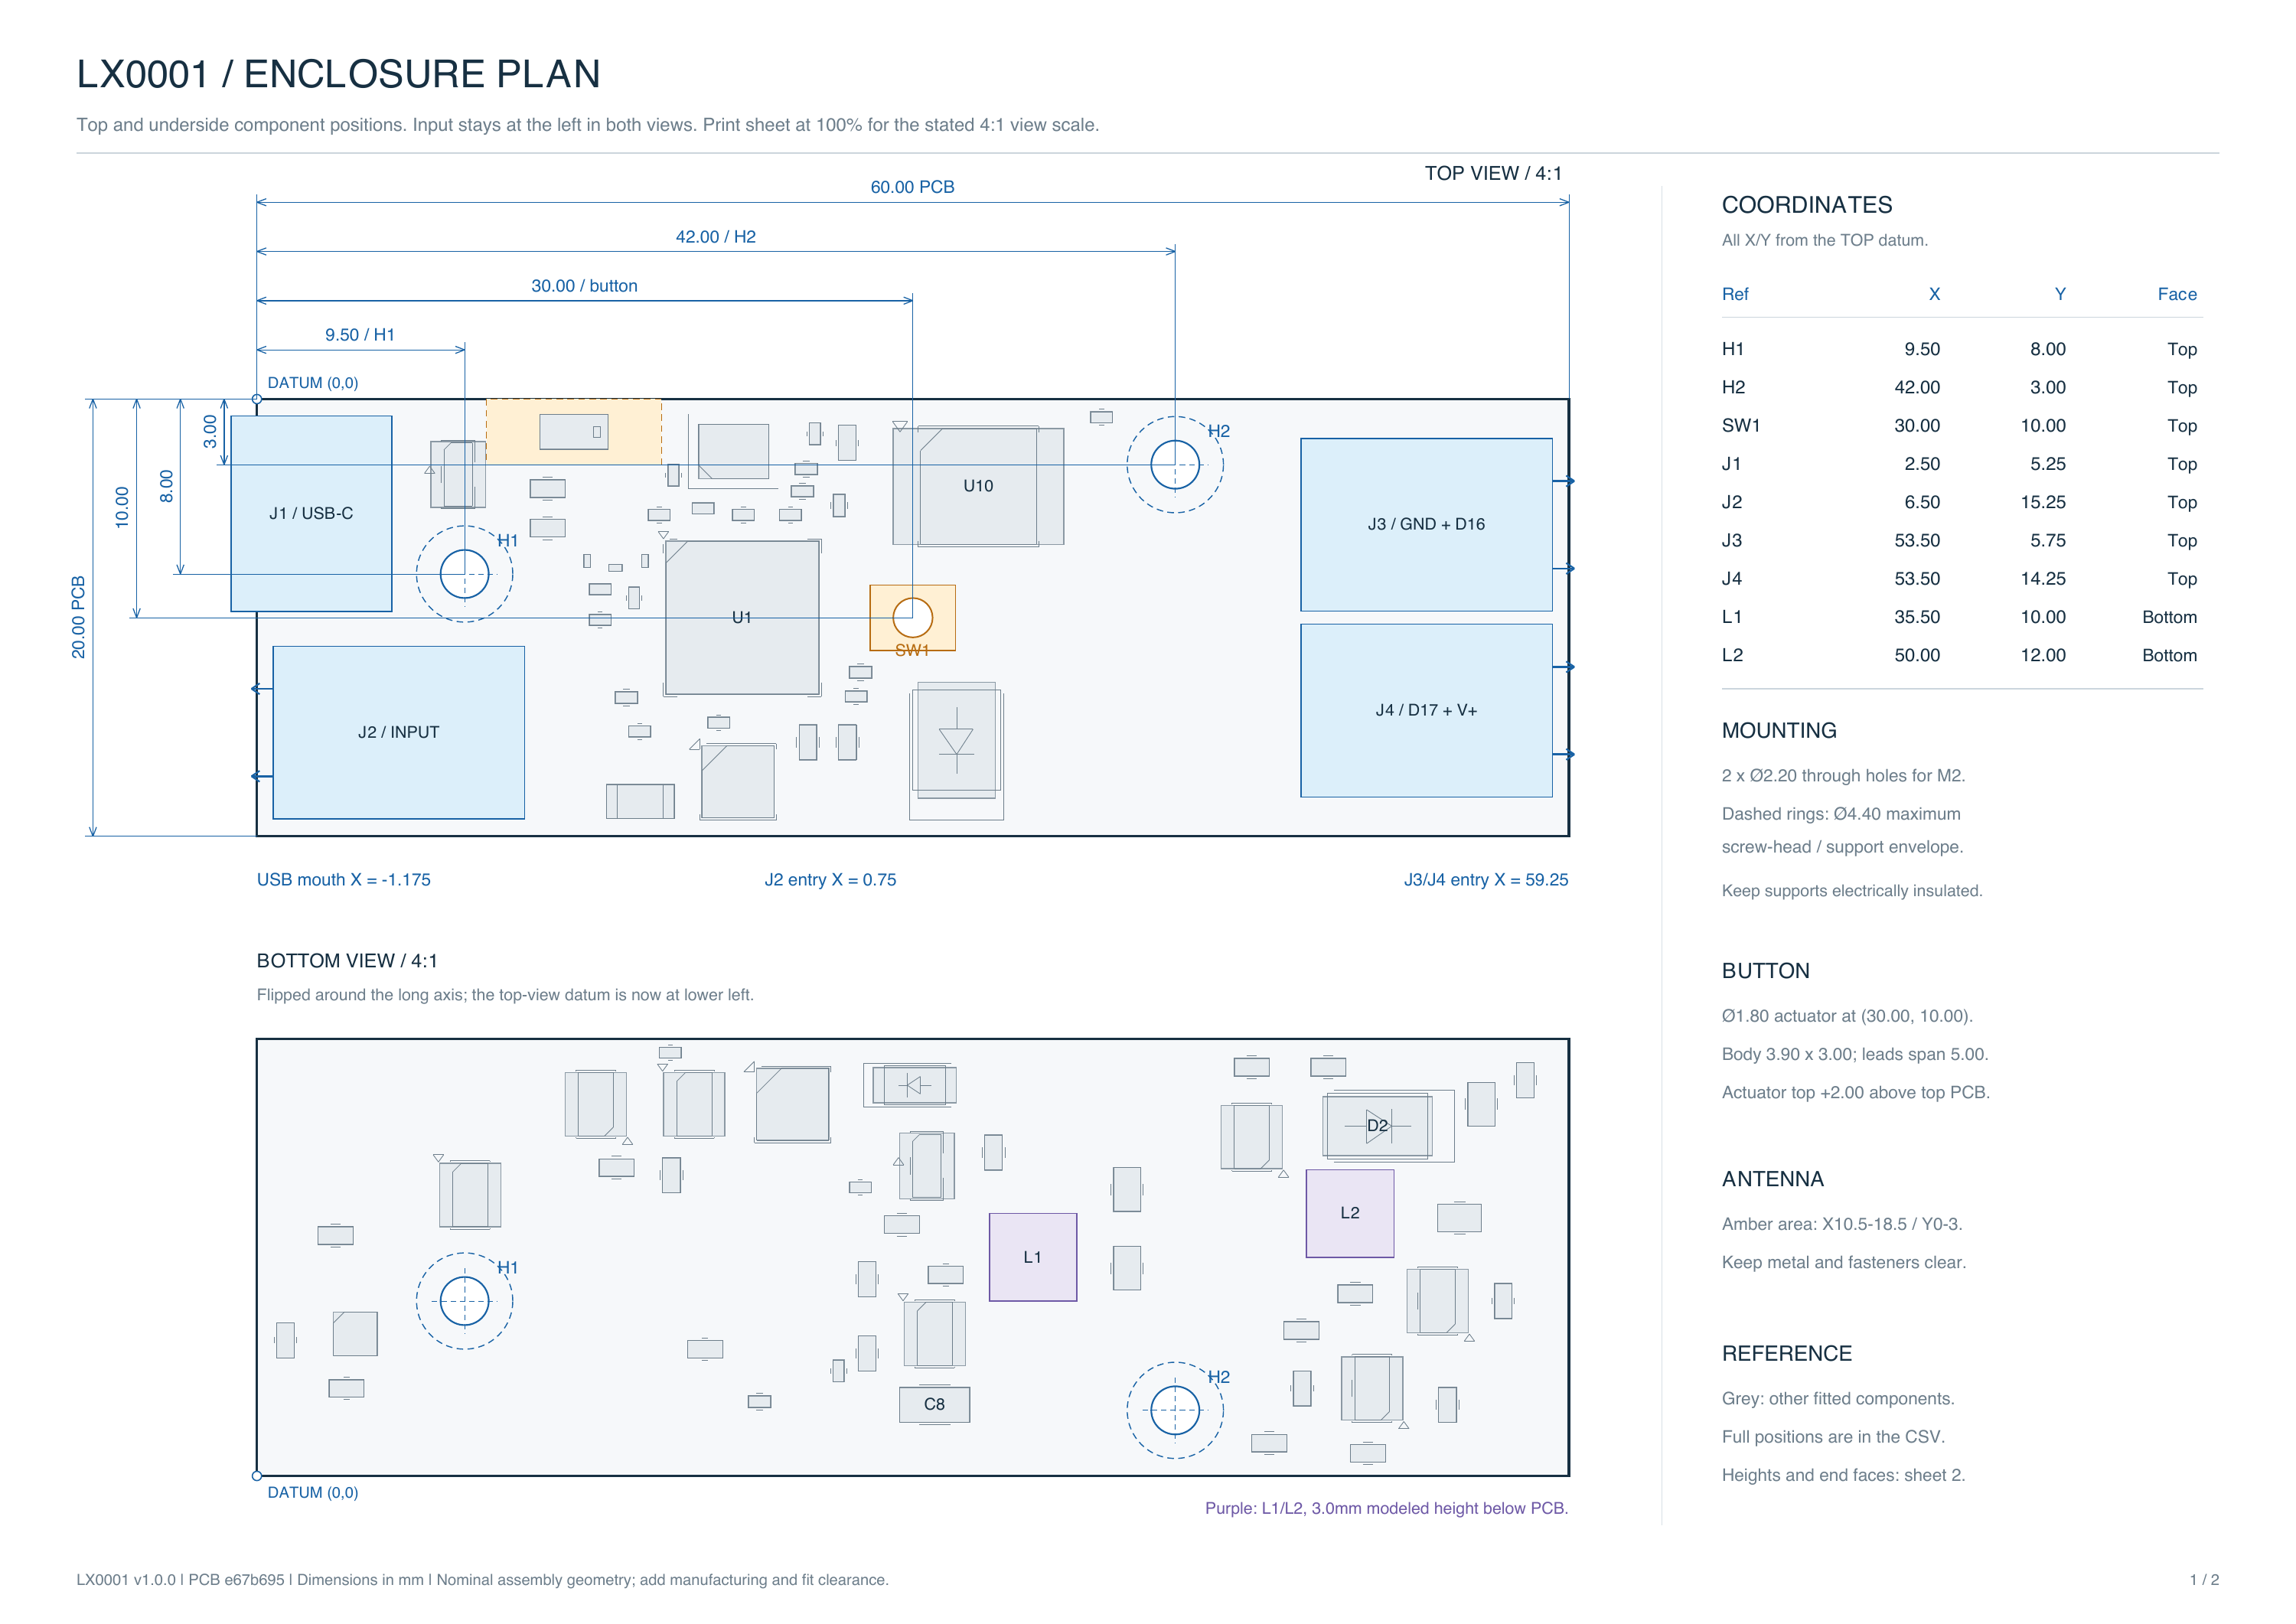 LX0001 / ENCLOSURE PLAN
Top and underside component positions. Input stays at the left in both views. Print sheet at 100% for the stated 4:1 view scale.
TOP VIEW / 4:1
60.00 PCB
42.00 / H2
30.00 / button
9.50 / H1
DATUM (0,0)
3.00
8.00
10.00
20.00 PCB
H2
U10
J1 / USB-C
J3 / GND + D16
H1
U1
SW1
J2 / INPUT
J4 / D17 + V+
USB mouth X = -1.175
J2 entry X = 0.75
J3/J4 entry X = 59.25
BOTTOM VIEW / 4:1
Flipped around the long axis; the top-view datum is now at lower left.
D2
L2
L1
H1
H2
C8
DATUM (0,0)
Purple: L1/L2, 3.0mm modeled height below PCB.
COORDINATES
All X/Y from the TOP datum.
Ref X Y Face
H1 9.50 8.00 Top
H2 42.00 3.00 Top
SW1 30.00 10.00 Top
J1 2.50 5.25 Top
J2 6.50 15.25 Top
J3 53.50 5.75 Top
J4 53.50 14.25 Top
L1 35.50 10.00 Bottom
L2 50.00 12.00 Bottom
MOUNTING
2 x Ø2.20 through holes for M2.
Dashed rings: Ø4.40 maximum
screw-head / support envelope.
Keep supports electrically insulated.
BUTTON
Ø1.80 actuator at (30.00, 10.00).
Body 3.90 x 3.00; leads span 5.00.
Actuator top +2.00 above top PCB.
ANTENNA
Amber area: X10.5-18.5 / Y0-3.
Keep metal and fasteners clear.
REFERENCE
Grey: other fitted components.
Full positions are in the CSV.
Heights and end faces: sheet 2.
LX0001 v1.0.0 | PCB e67b695 | Dimensions in mm | Nominal assembly geometry; add manufacturing and fit clearance.
1 / 2